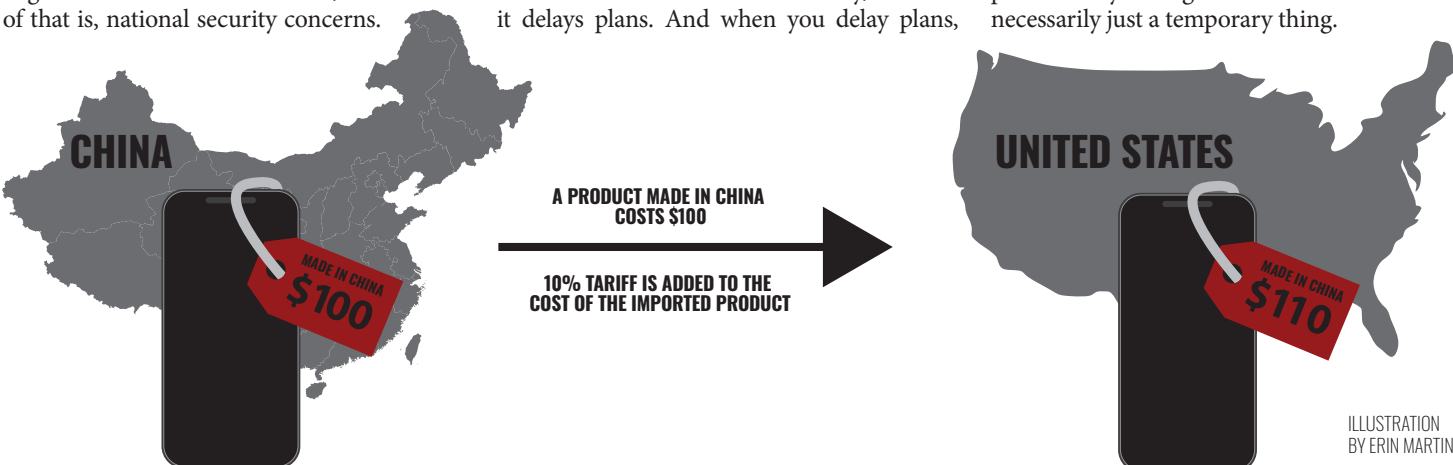 of that is, national security concerns.
it delays plans. And when you delay plans,
necessarily just a temporary thing.
CHINA
MADE IN CHINA
$100
A PRODUCT MADE IN CHINA
COSTS $100
10% TARIFF IS ADDED TO THE
COST OF THE IMPORTED PRODUCT
UNITED STATES
MADE IN CHINA
$110
ILLUSTRATION
BY ERIN MARTIN